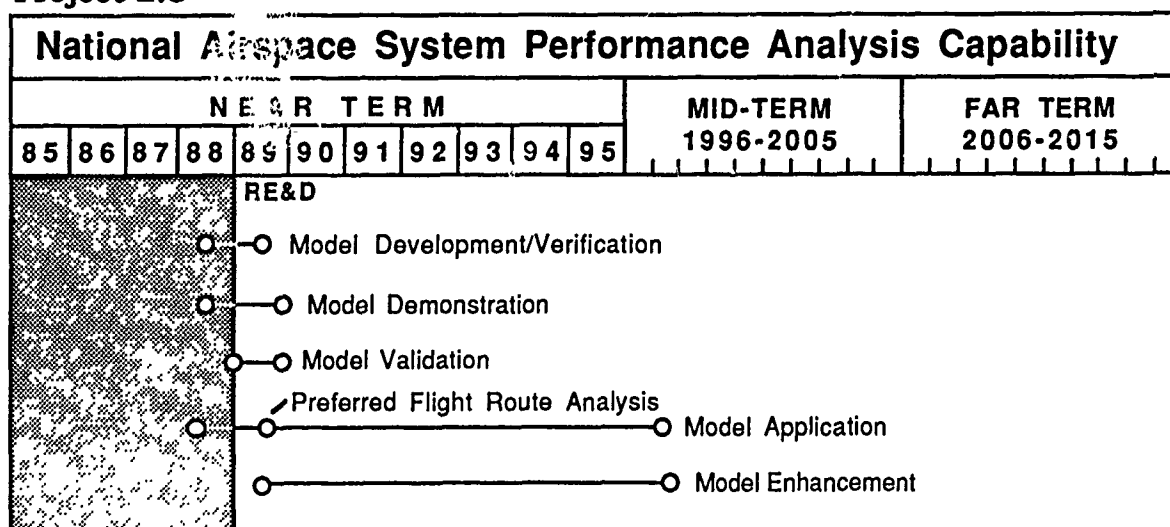 National Airspace System Performance Analysis Capability
NEAR TERM
MID-TERM
1996-2005
FAR TERM
2006-2015
85 86 87 88 89 90 91 92 93 94 95
RE&D
Model Development/Verification
Model Demonstration
Model Validation
Preferred Flight Route Analysis
Model Application
Model Enhancement